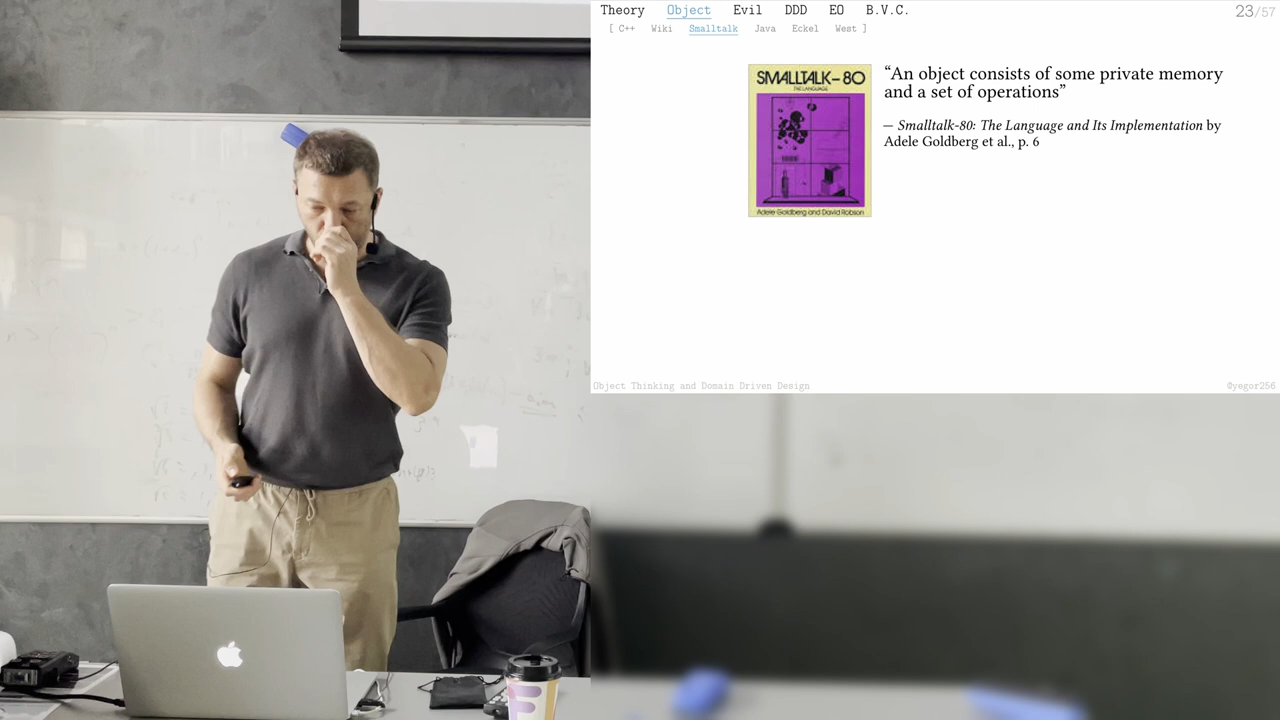 Theory Object Evil DDD EO B.V.C.
23/57
[ C++ Wiki Smalltalk Java Eckel West ]
SMALLTALK-80
THE LANGUAGE
Adele Goldberg and David Robson
“An object consists of some private memory
and a set of operations”
— Smalltalk-80: The Language and Its Implementation by
Adele Goldberg et al., p. 6
Object Thinking and Domain Driven Design
@yegor256